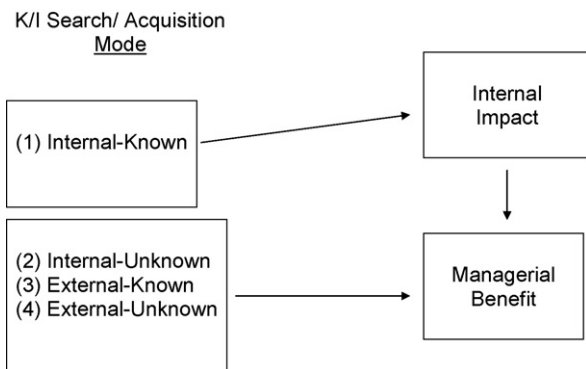 K/I Search/ Acquisition
Mode
(1) Internal-Known
Internal
Impact
(2) Internal-Unknown
(3) External-Known
(4) External-Unknown
Managerial
Benefit